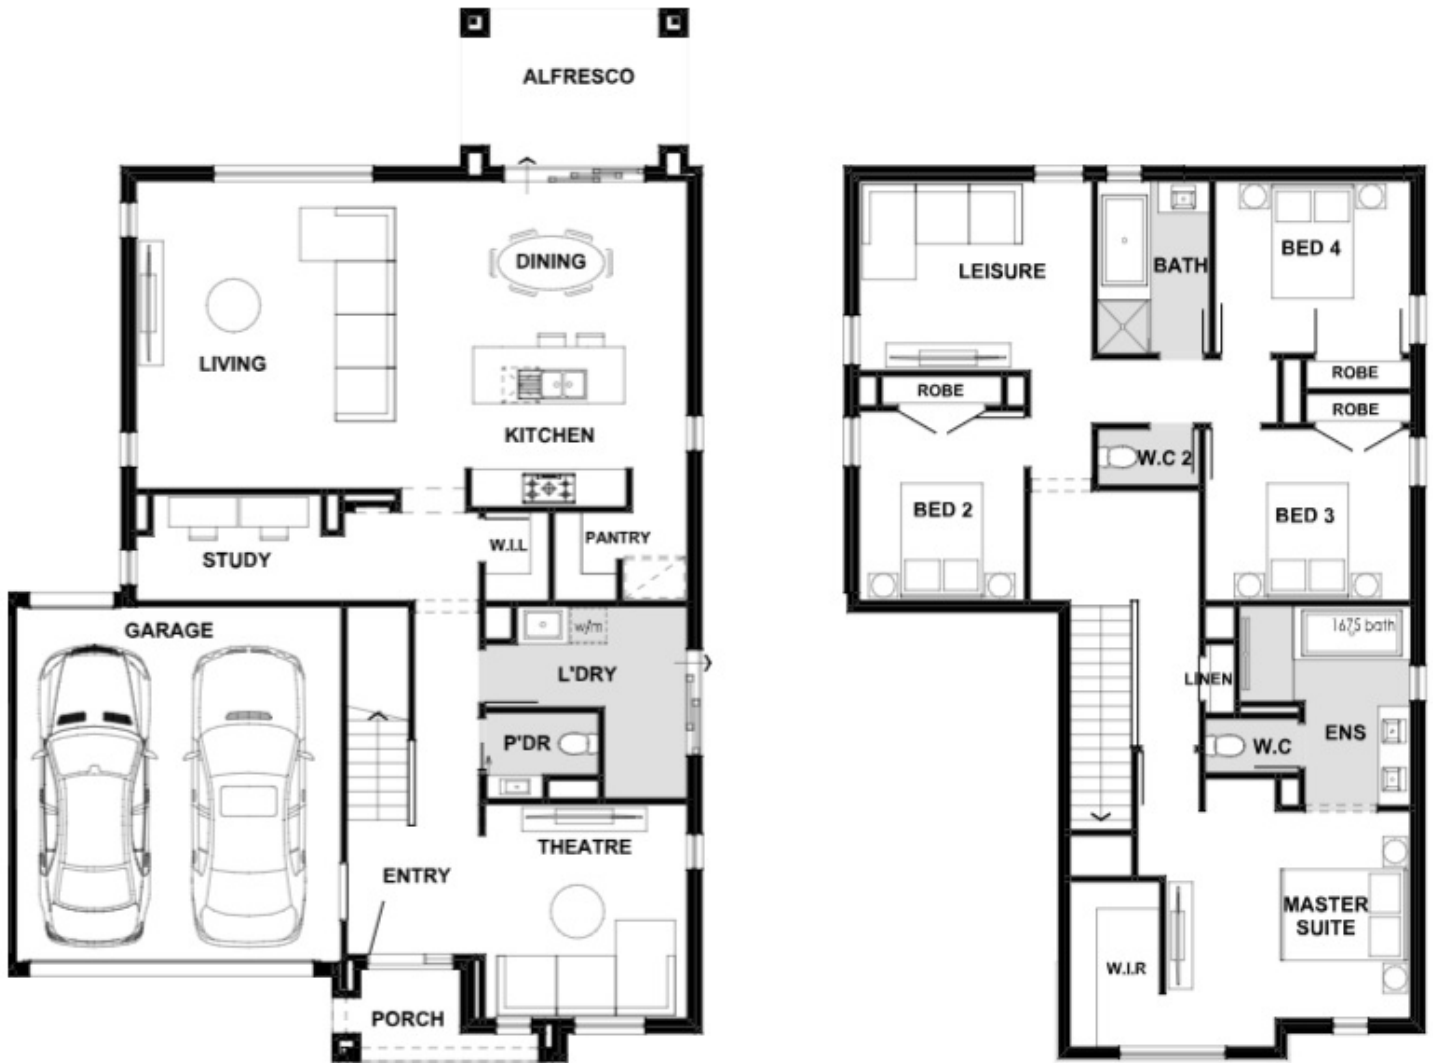 ALFRESCO
DINING
LIVING
KITCHEN
W.I.L
PANTRY
STUDY
GARAGE
w/m
L'DRY
P'DR
THEATRE
ENTRY
PORCH
BED 4
BATH
LEISURE
ROBE
ROBE
ROBE
W.C 2
BED 2
BED 3
1675 bath
LINEN
ENS
W.C
MASTER
SUITE
W.I.R